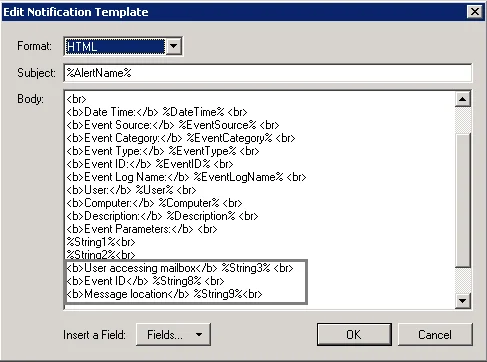 Edit Notification Template
Format: HTML
Subject: %AlertName%
Body: <br>
<b>Date Time:</b> %DateTime% <br>
<b>Event Source:</b> %EventSource% <br>
<b>Event Category:</b> %EventCategory% <br>
<b>Event Type:</b> %EventType% <br>
<b>Event ID:</b> %EventID% <br>
<b>Event Log Name:</b> %EventLogName% <br>
<b>User:</b> %User% <br>
<b>Computer:</b> %Computer% <br>
<b>Description:</b> %Description% <br>
<b>Event Parameters:</b> <br>
%String1%<br>
%String2%<br>
<b>User accessing mailbox</b> %String3% <br>
<b>Event ID</b> %String8% <br>
<b>Message location</b> %String9%<br>
Insert a Field: Fields... OK Cancel